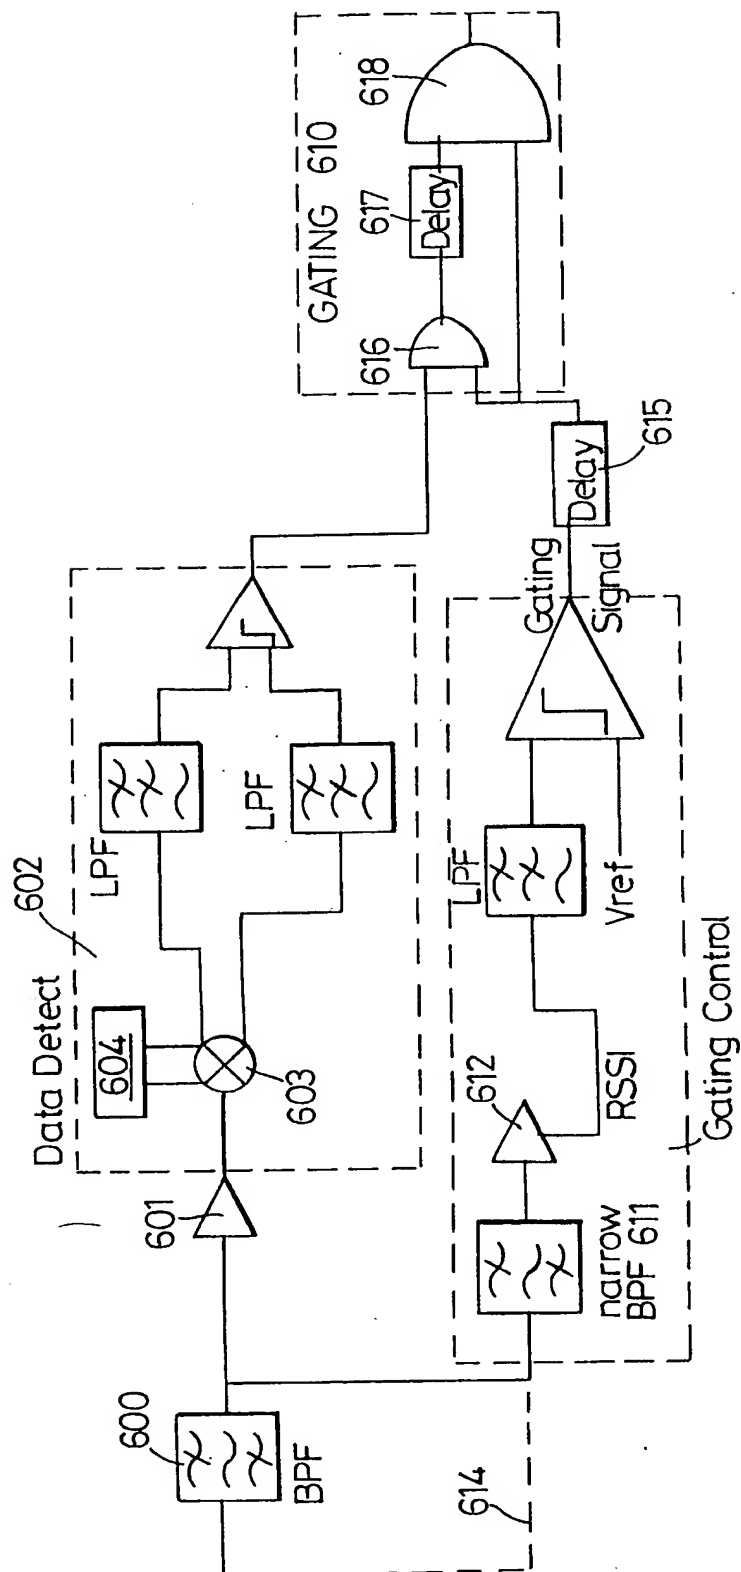 600
BPF
614
601
Data Detect
602
604
603
LPF
LPF
narrow
BPF 611
612
RSSI
LPF
Vref
Gating Control
Gating
Signal
Delay
615
GATING 610
616
617
Delay
618